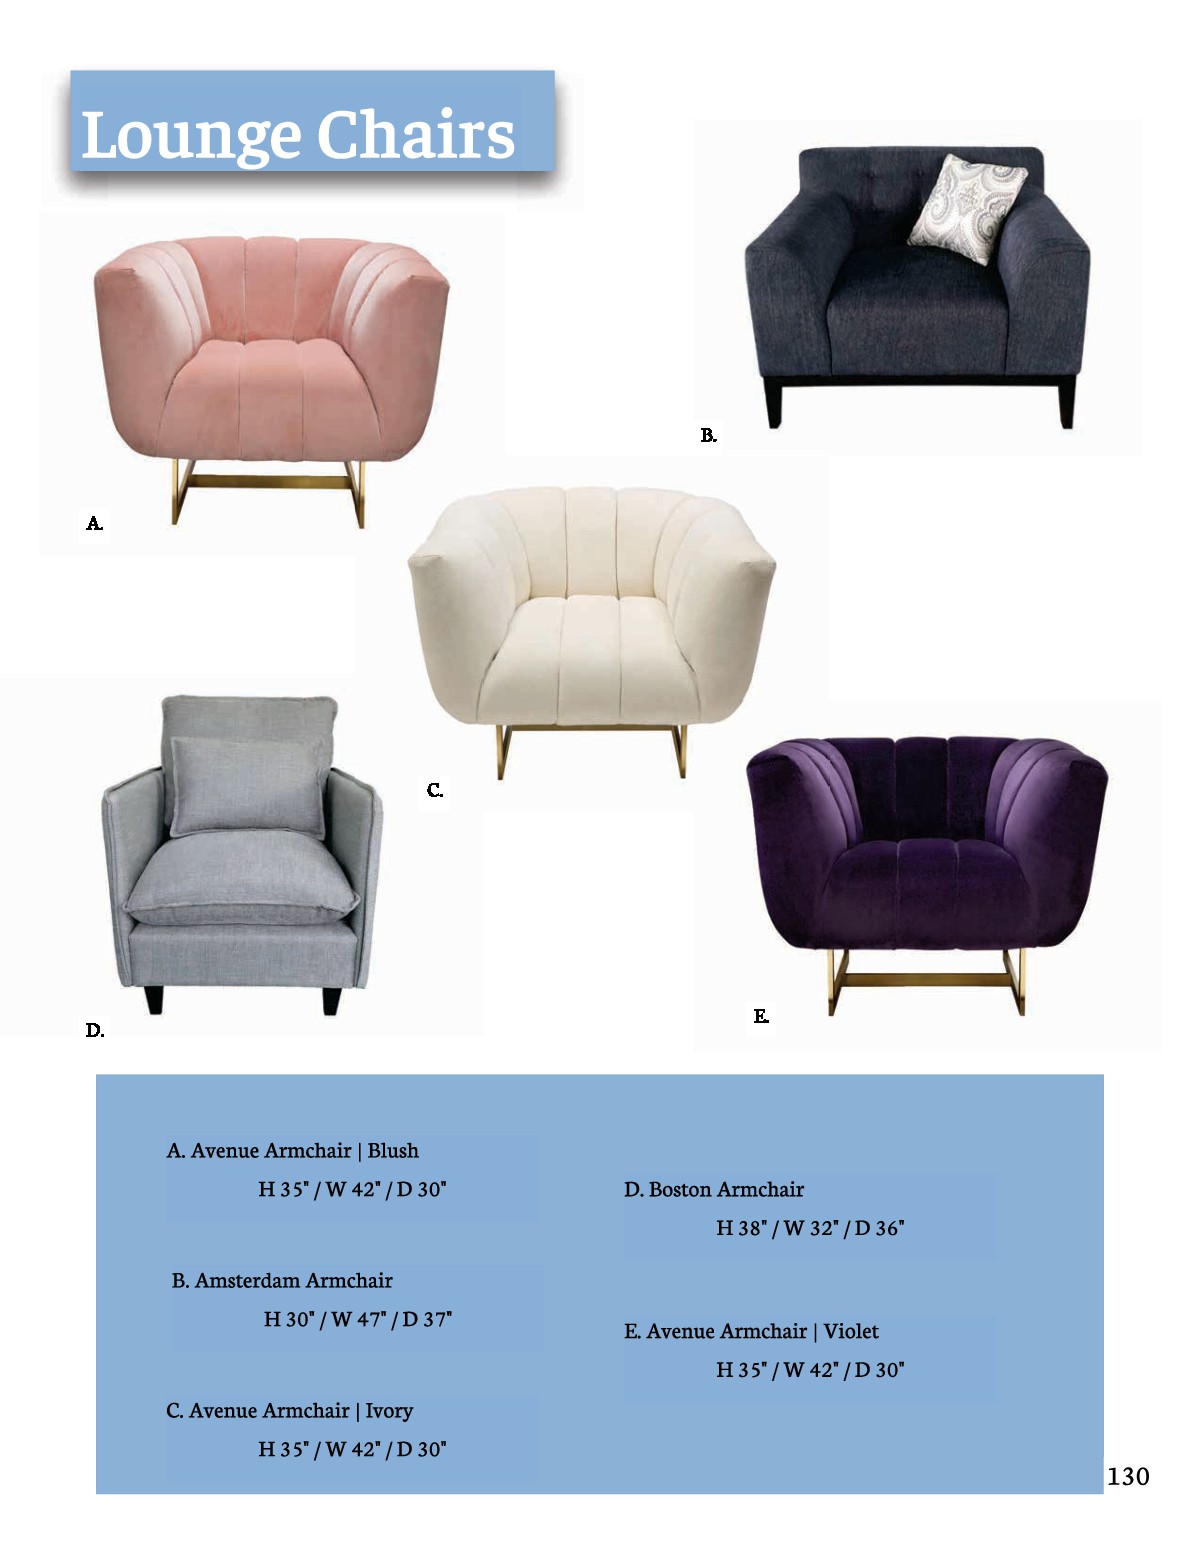 Lounge Chairs
B.
A.
C.
E.
D.
A. Avenue Armchair | Blush
H 35" / W 42" / D 30"
B. Amsterdam Armchair
H 30" / W 47" / D 37"
C. Avenue Armchair | Ivory
H 35" / W 42" / D 30"
D. Boston Armchair
H 38" / W 32" / D 36"
E. Avenue Armchair | Violet
H 35" / W 42" / D 30"
130